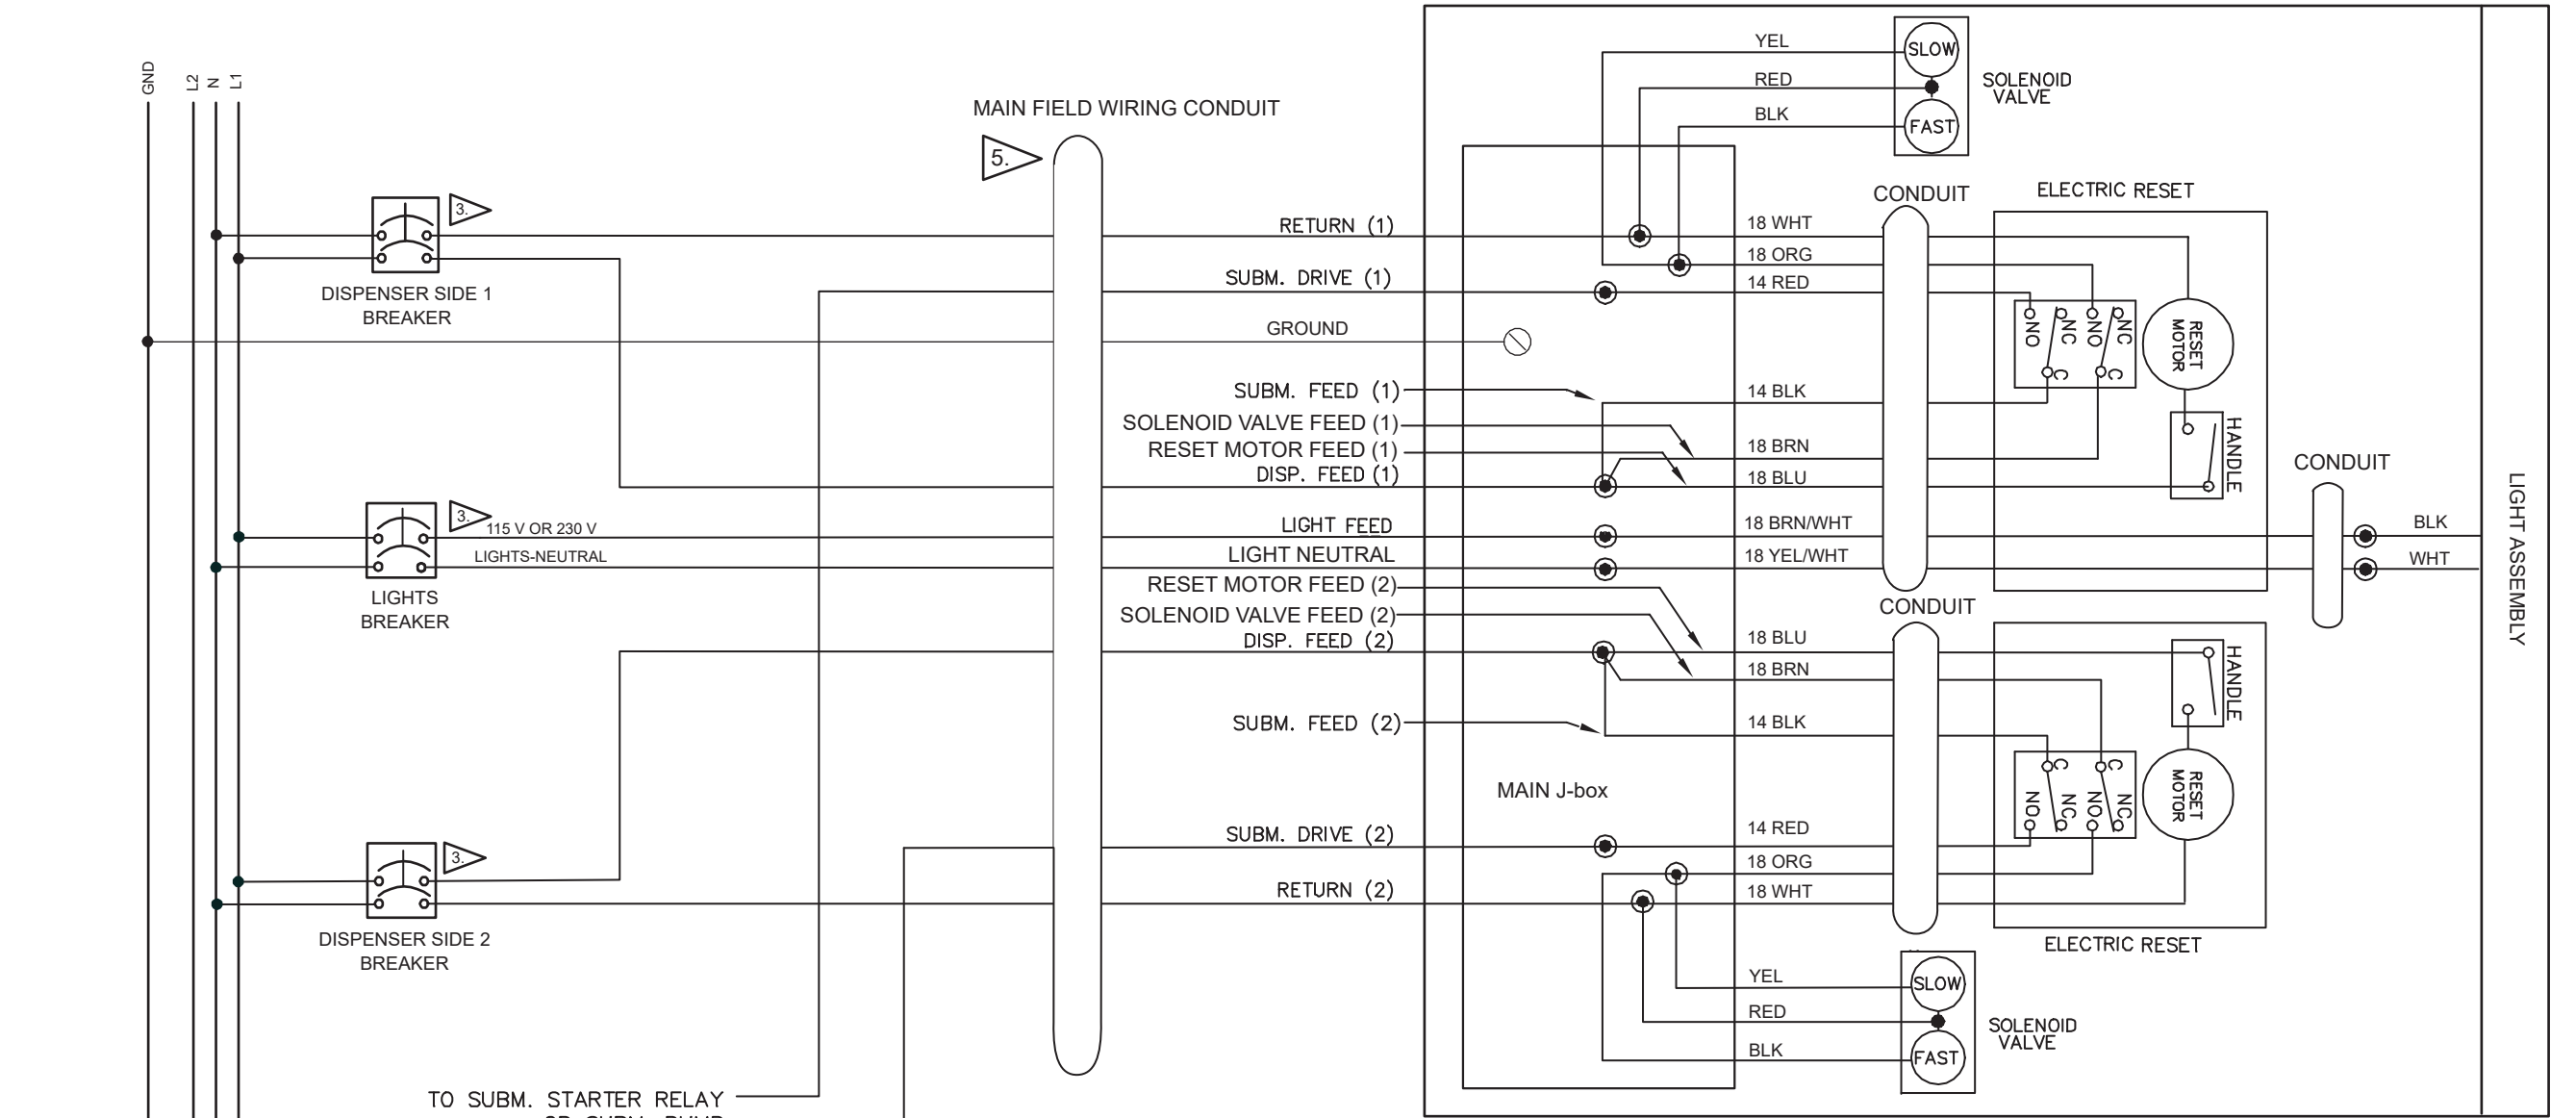 GND
L2
N
L1
MAIN FIELD WIRING CONDUIT
5.
YEL
RED
BLK
SLOW
FAST
SOLENOID
VALVE
3.
DISPENSER SIDE 1
BREAKER
RETURN (1)
SUBM. DRIVE (1)
GROUND
SUBM. FEED (1)
SOLENOID VALVE FEED (1)
RESET MOTOR FEED (1)
DISP. FEED (1)
18 WHT
18 ORG
14 RED
14 BLK
18 BRN
18 BLU
CONDUIT
ELECTRIC RESET
NO
NC
NO
NC
C
C
RESET
MOTOR
HANDLE
CONDUIT
BLK
WHT
LIGHT ASSEMBLY
3.
115 V OR 230 V
LIGHTS-NEUTRAL
LIGHTS
BREAKER
LIGHT FEED
LIGHT NEUTRAL
18 BRN/WHT
18 YEL/WHT
RESET MOTOR FEED (2)
SOLENOID VALVE FEED (2)
DISP. FEED (2)
SUBM. FEED (2)
18 BLU
18 BRN
14 BLK
CONDUIT
HANDLE
C
C
NO
NC
NO
NC
RESET
MOTOR
MAIN J-box
3.
DISPENSER SIDE 2
BREAKER
SUBM. DRIVE (2)
RETURN (2)
14 RED
18 ORG
18 WHT
ELECTRIC RESET
YEL
RED
BLK
SLOW
FAST
SOLENOID
VALVE
TO SUBM. STARTER RELAY